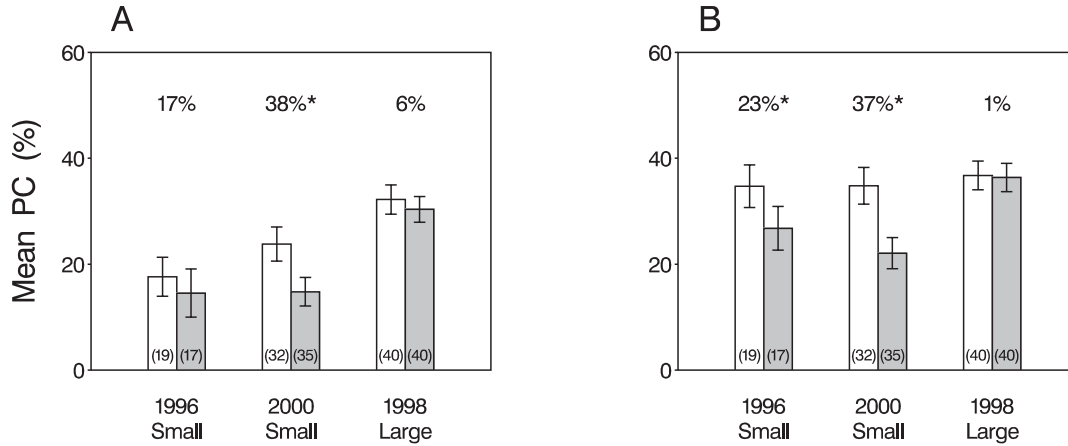 A
60
40
20
0
Mean PC (%)
17%
38%*
6%
(19) (17)
(32) (35)
(40) (40)
1996
Small
2000
Small
1998
Large
B
60
40
20
0
23%*
37%*
1%
(19) (17)
(32) (35)
(40) (40)
1996
Small
2000
Small
1998
Large